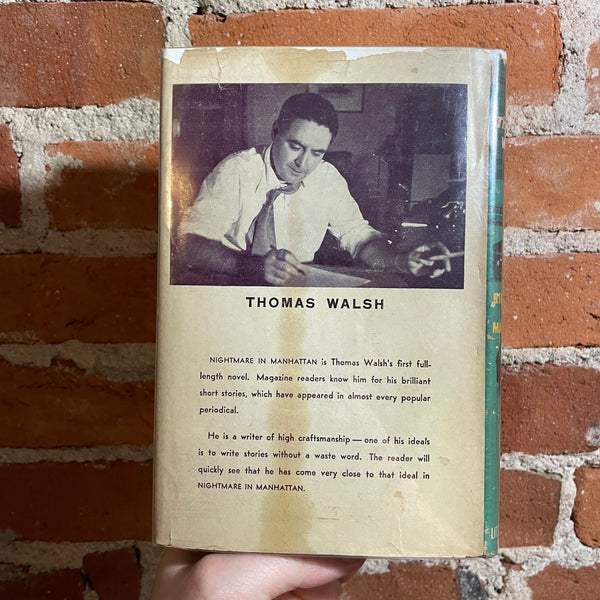 THOMAS WALSH
NIGHTMARE IN MANHATTAN is Thomas Walsh's first full-
length novel. Magazine readers know him for his brilliant
short stories, which have appeared in almost every popular
periodical.
He is a writer of high craftsmanship — one of his ideals
is to write stories without a waste word. The reader will
quickly see that he has come very close to that ideal in
NIGHTMARE IN MANHATTAN.